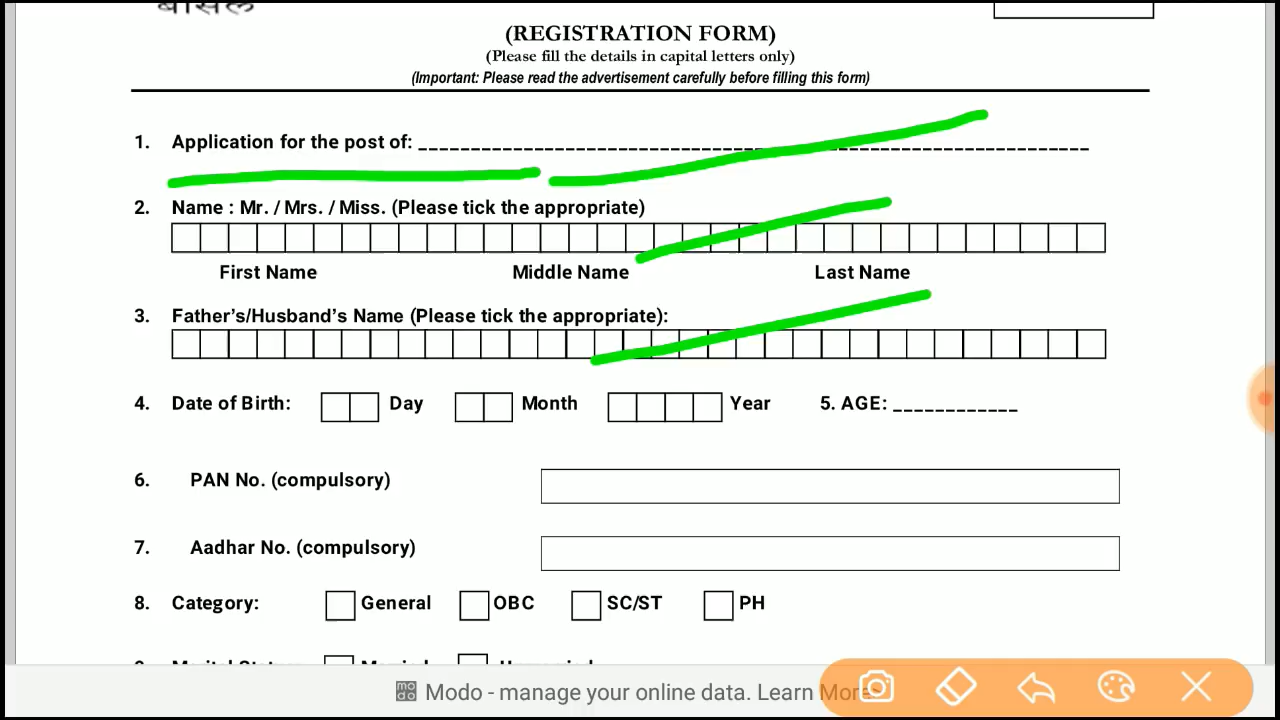 (REGISTRATION FORM)
(Please fill the details in capital letters only)
(Important: Please read the advertisement carefully before filling this form)
1. Application for the post of: ________________________________________________________________
2. Name : Mr. / Mrs. / Miss. (Please tick the appropriate)
First Name Middle Name Last Name
3. Father's/Husband's Name (Please tick the appropriate):
4. Date of Birth: Day Month Year 5. AGE: ____________
6. PAN No. (compulsory)
7. Aadhar No. (compulsory)
8. Category: General OBC SC/ST PH
Modo - manage your online data. Learn More